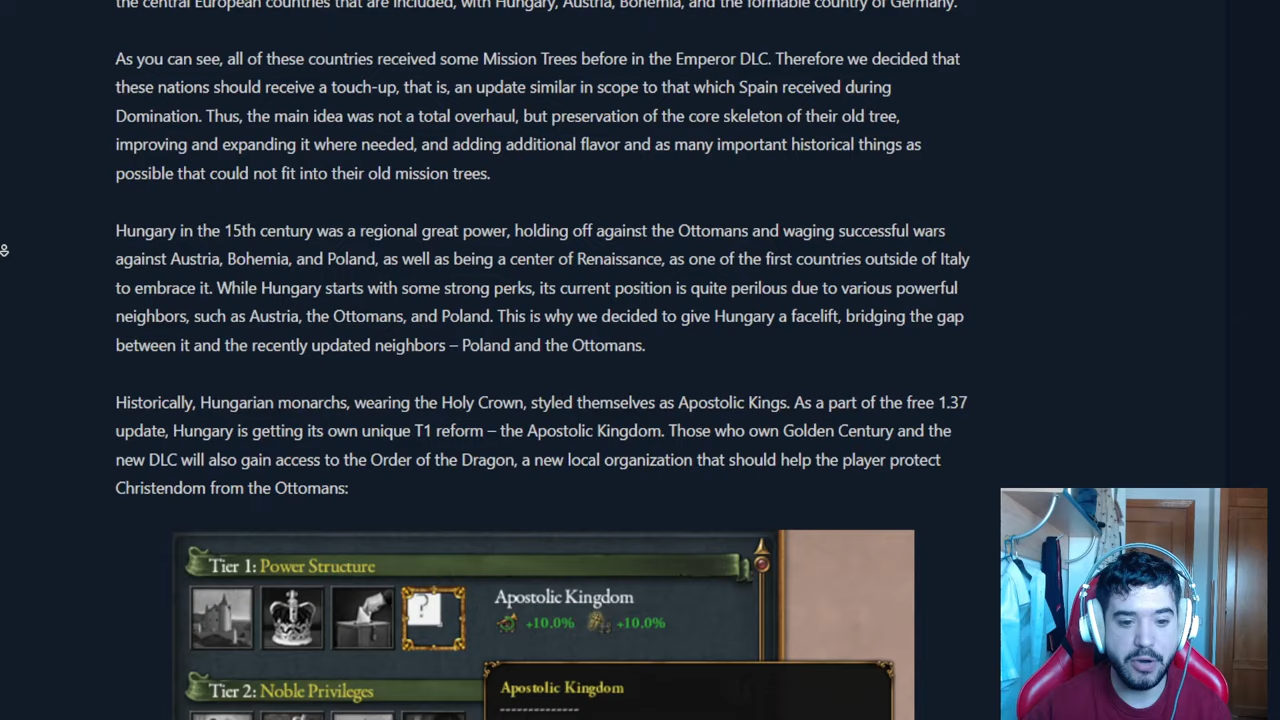 the central European countries that are included, with Hungary, Austria, Bohemia, and the formable country of Germany.
As you can see, all of these countries received some Mission Trees before in the Emperor DLC. Therefore we decided that
these nations should receive a touch-up, that is, an update similar in scope to that which Spain received during
Domination. Thus, the main idea was not a total overhaul, but preservation of the core skeleton of their old tree,
improving and expanding it where needed, and adding additional flavor and as many important historical things as
possible that could not fit into their old mission trees.
Hungary in the 15th century was a regional great power, holding off against the Ottomans and waging successful wars
against Austria, Bohemia, and Poland, as well as being a center of Renaissance, as one of the first countries outside of Italy
to embrace it. While Hungary starts with some strong perks, its current position is quite perilous due to various powerful
neighbors, such as Austria, the Ottomans, and Poland. This is why we decided to give Hungary a facelift, bridging the gap
between it and the recently updated neighbors – Poland and the Ottomans.
Historically, Hungarian monarchs, wearing the Holy Crown, styled themselves as Apostolic Kings. As a part of the free 1.37
update, Hungary is getting its own unique T1 reform – the Apostolic Kingdom. Those who own Golden Century and the
new DLC will also gain access to the Order of the Dragon, a new local organization that should help the player protect
Christendom from the Ottomans:
Tier 1: Power Structure
?
Apostolic Kingdom
+10.0% +10.0%
Tier 2: Noble Privileges
Apostolic Kingdom
--------------